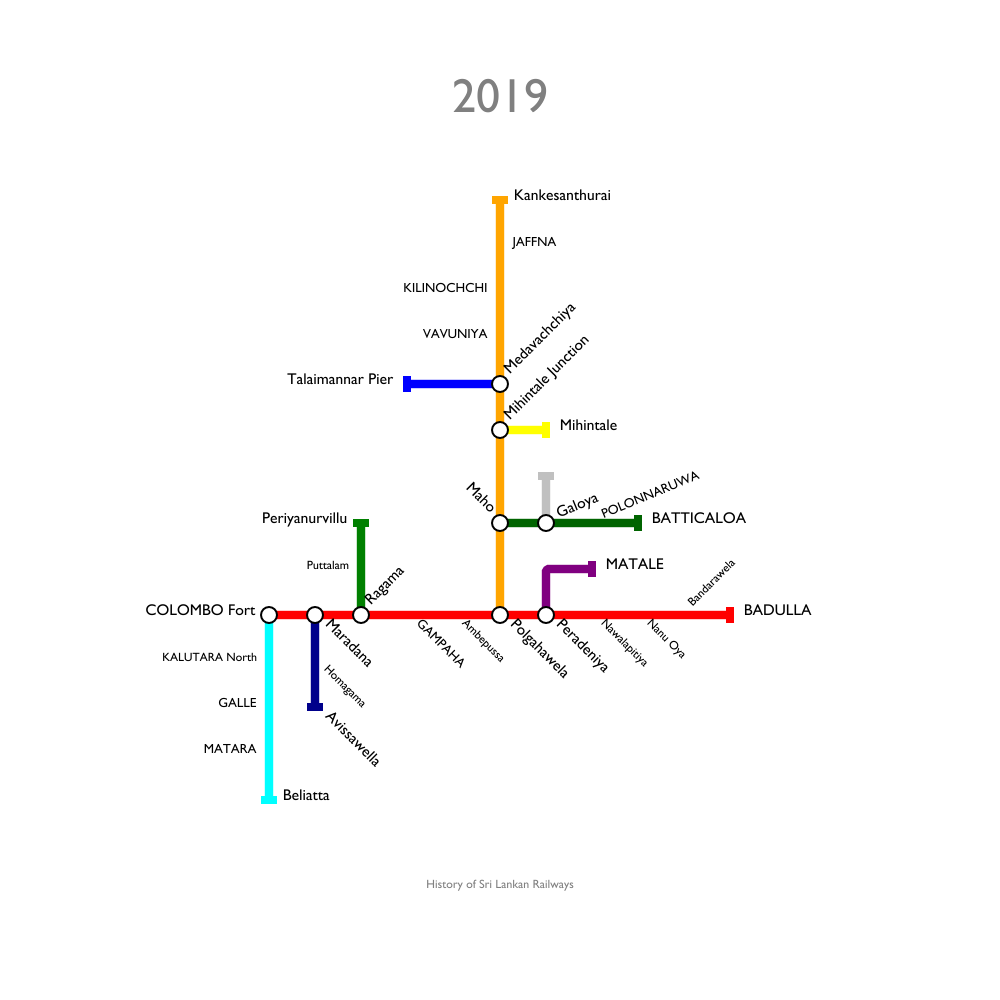 2019
Kankesanthurai
JAFFNA
KILINOCHCHI
VAVUNIYA
Medavachchiya
Talaimannar Pier
Mihintale Junction
Mihintale
Maho
Galoya
POLONNARUWA
BATTICALOA
Periyanurvillu
Puttalam
Ragama
MATALE
Bandarawela
COLOMBO Fort
BADULLA
Maradana
GAMPAHA
Ambepussa
Polgahawela
Peradeniya
Nawalapitiya
Nanu Oya
KALUTARA North
Homagama
GALLE
Avissawella
MATARA
Beliatta
History of Sri Lankan Railways